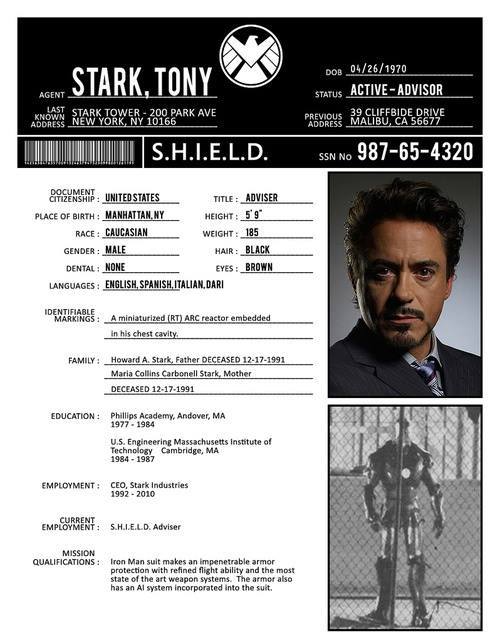 AGENT STARK, TONY
LAST KNOWN ADDRESS STARK TOWER - 200 PARK AVE
NEW YORK, NY 10166
DOB 04/26/1970
STATUS ACTIVE-ADVISOR
PREVIOUS ADDRESS 39 CLIFFBIDE DRIVE
MALIBU, CA 56677
S.H.I.E.L.D.
SSN No 987-65-4320
DOCUMENT CITIZENSHIP : UNITED STATES
TITLE : ADVISER
PLACE OF BIRTH : MANHATTAN, NY
HEIGHT : 5' 9"
RACE : CAUCASIAN
WEIGHT : 185
GENDER : MALE
HAIR : BLACK
DENTAL : NONE
EYES : BROWN
LANGUAGES : ENGLISH, SPANISH, ITALIAN, DARI
IDENTIFIABLE MARKINGS : A miniaturized (RT) ARC reactor embedded
in his chest cavity.
FAMILY : Howard A. Stark, Father DECEASED 12-17-1991
Maria Collins Carbonell Stark, Mother
DECEASED 12-17-1991
EDUCATION : Phillips Academy, Andover, MA
1977 - 1984
U.S. Engineering Massachusetts Institute of
Technology Cambridge, MA
1984 - 1987
EMPLOYMENT : CEO, Stark Industries
1992 - 2010
CURRENT EMPLOYMENT : S.H.I.E.L.D. Adviser
MISSION QUALIFICATIONS : Iron Man suit makes an impenetrable armor
protection with refined flight ability and the most
state of the art weapon systems. The armor also
has an AI system incorporated into the suit.